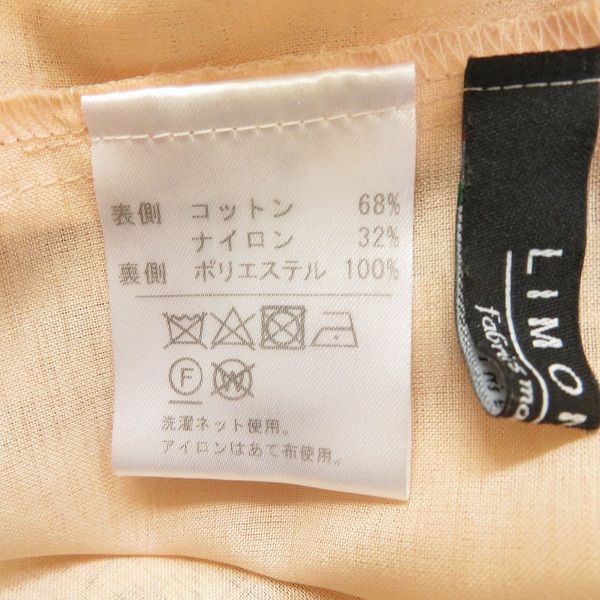 表側 コットン 68%
ナイロン 32%
裏側 ポリエステル 100%
F W
洗濯ネット使用。
アイロンはあて布使用。
LIMON
fabris mo